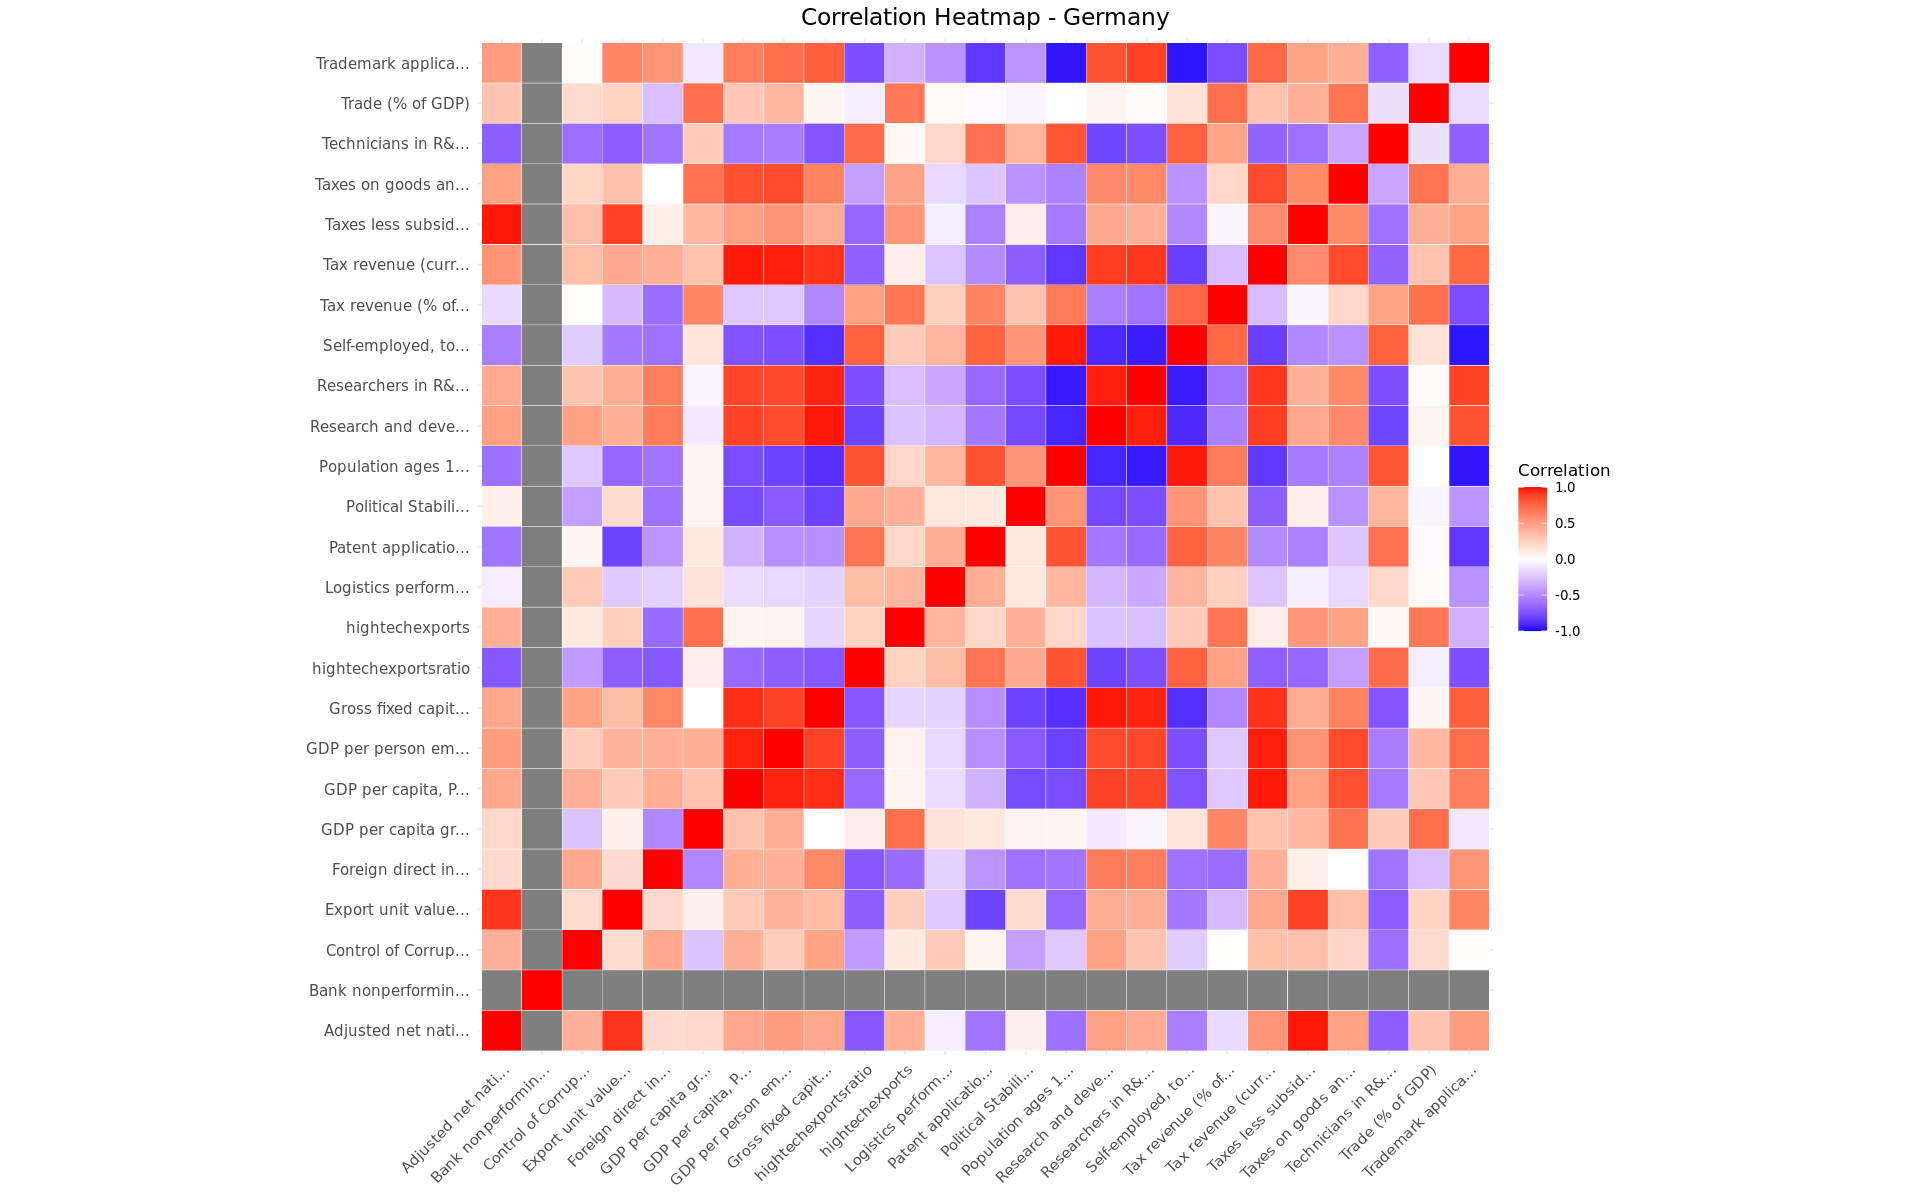 Correlation Heatmap - Germany
Trademark applica...
Trade (% of GDP)
Technicians in R&...
Taxes on goods an...
Taxes less subsid...
Tax revenue (curr...
Tax revenue (% of...
Self-employed, to...
Researchers in R&...
Research and deve...
Population ages 1...
Political Stabili...
Patent applicatio...
Logistics perform...
hightechexports
hightechexportsratio
Gross fixed capit...
GDP per person em...
GDP per capita, P...
GDP per capita gr...
Foreign direct in...
Export unit value...
Control of Corrup...
Bank nonperformin...
Adjusted net nati...
Correlation
1.0
0.5
0.0
-0.5
-1.0
Adjusted net nati...
Bank nonperformin...
Control of Corrup...
Export unit value...
Foreign direct in...
GDP per capita gr...
GDP per capita, P...
GDP per person em...
Gross fixed capit...
hightechexportsratio
hightechexports
Logistics perform...
Patent applicatio...
Political Stabili...
Population ages 1...
Research and deve...
Researchers in R&...
Self-employed, to...
Tax revenue (% of...
Tax revenue (curr...
Taxes less subsid...
Taxes on goods an...
Technicians in R&...
Trade (% of GDP)
Trademark applica...